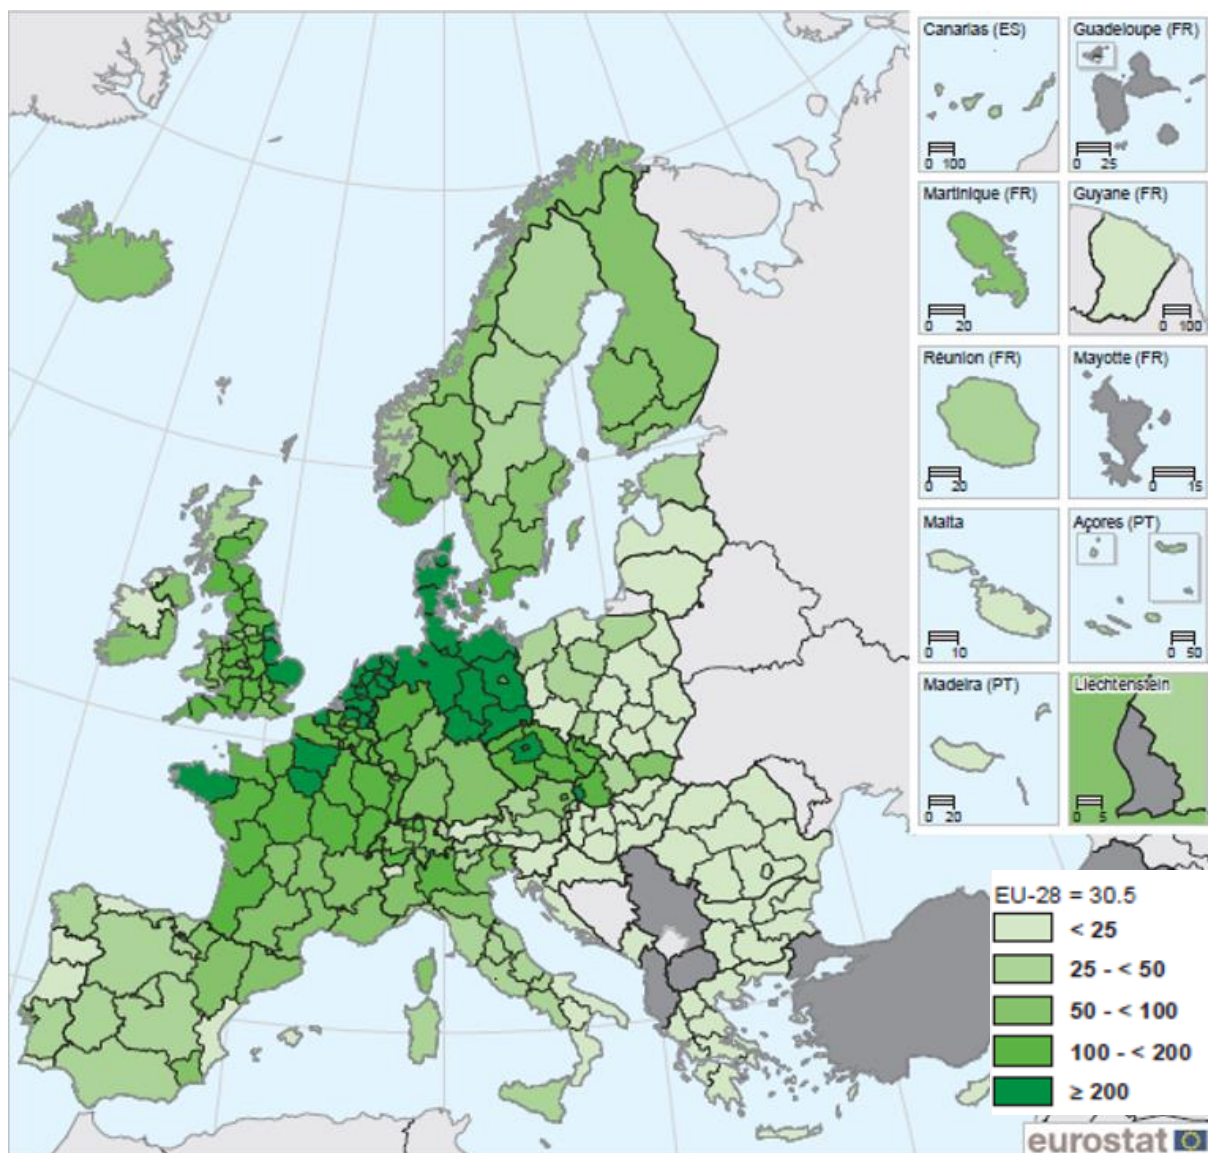 Canarias (ES)
0 100
Guadeloupe (FR)
0 25
Martinique (FR)
0 20
Guyane (FR)
0 100
Réunion (FR)
0 20
Mayotte (FR)
0 15
Malta
0 10
Açores (PT)
0 50
Madeira (PT)
0 20
Liechtenstein
0 5
EU-28 = 30.5
< 25
25 - < 50
50 - < 100
100 - < 200
≥ 200
eurostat